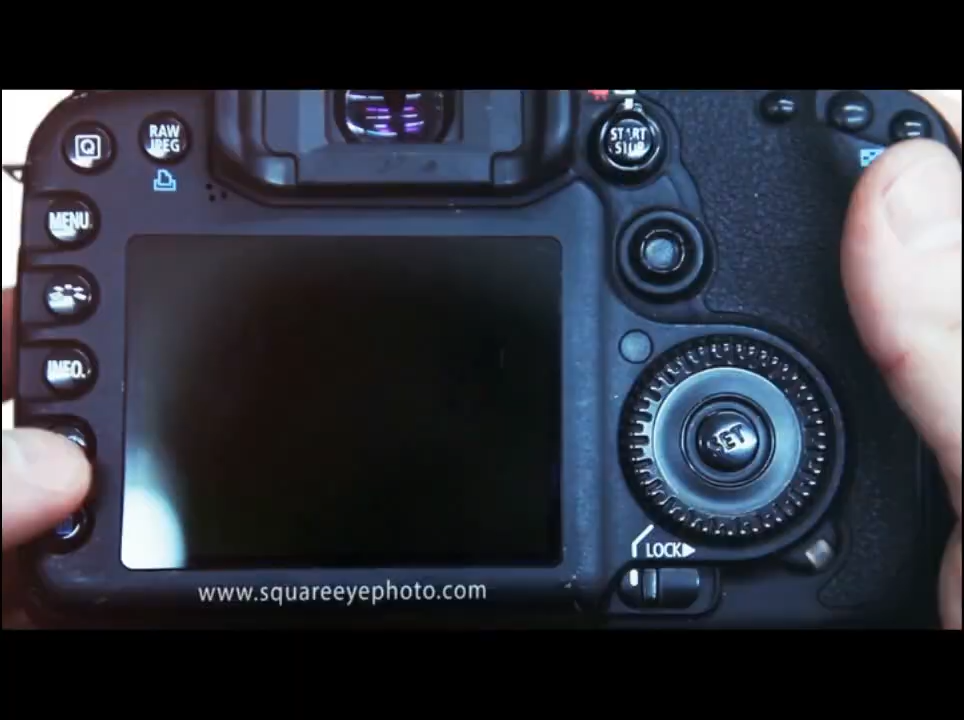 Q
RAW
JPEG
START
STOP
MENU
INFO.
SET
LOCK
www.squareeyephoto.com